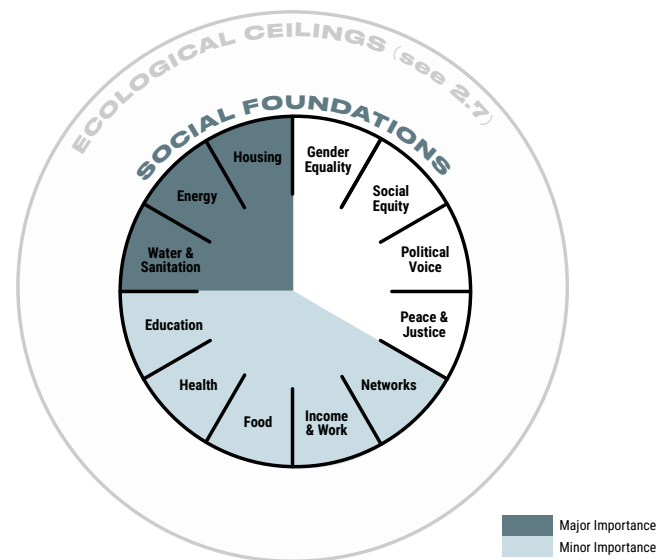 ECOLOGICAL CEILINGS (see 2.7)
SOCIAL FOUNDATIONS
Housing
Gender
Equality
Energy
Social
Equity
Water &
Sanitation
Political
Voice
Education
Peace &
Justice
Health
Networks
Food
Income
& Work
Major Importance
Minor Importance